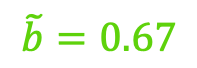 b̃ = 0.67